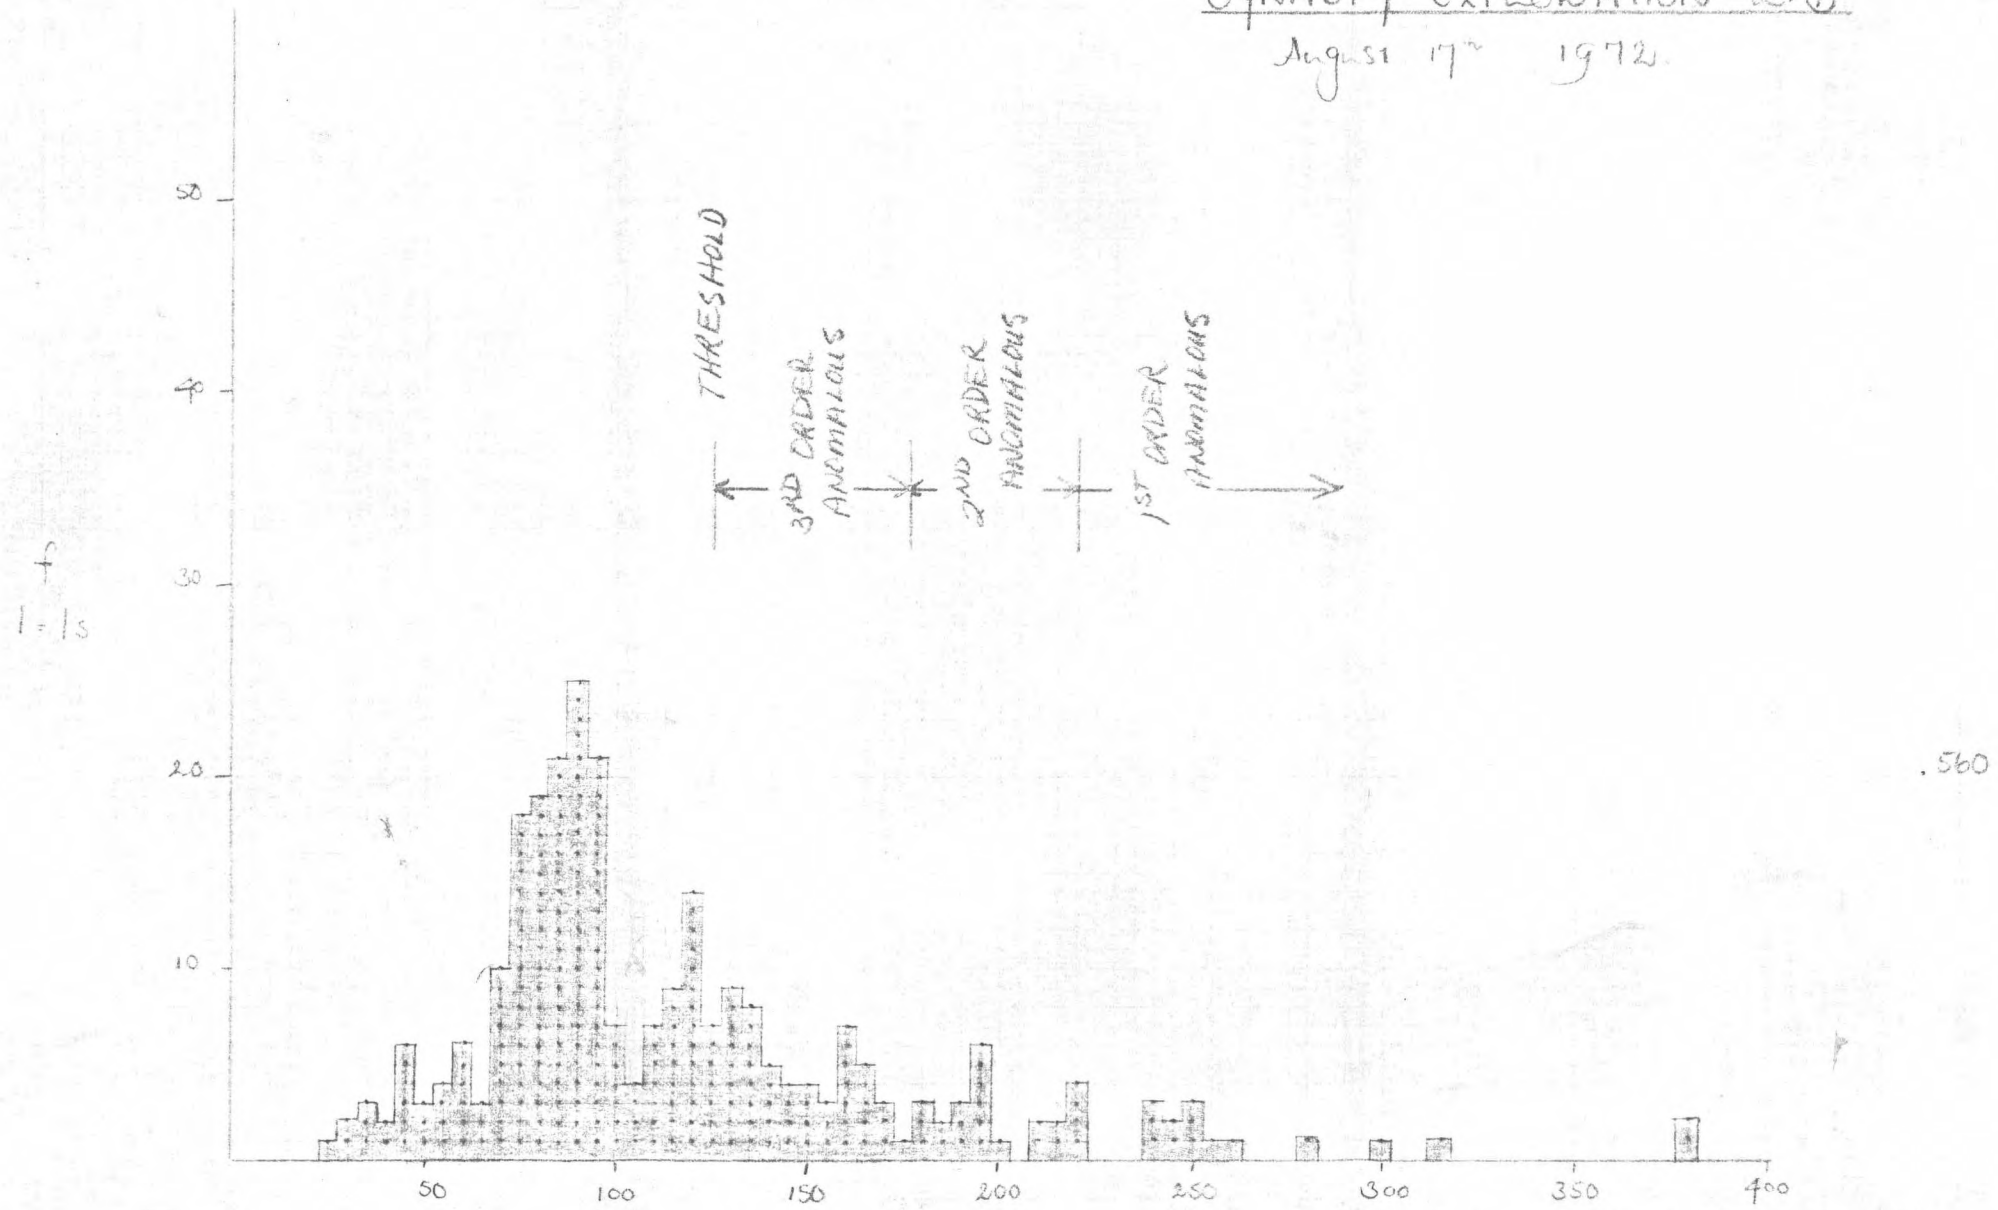 EXPLORATION
August 17th 1972.
50
THRESHOLD
40
3RD ORDER
ANOMALOUS
2ND ORDER
ANOMALOUS
1ST ORDER
ANOMALOUS
f
30
20
.560
10
50 100 150 200 250 300 350 400